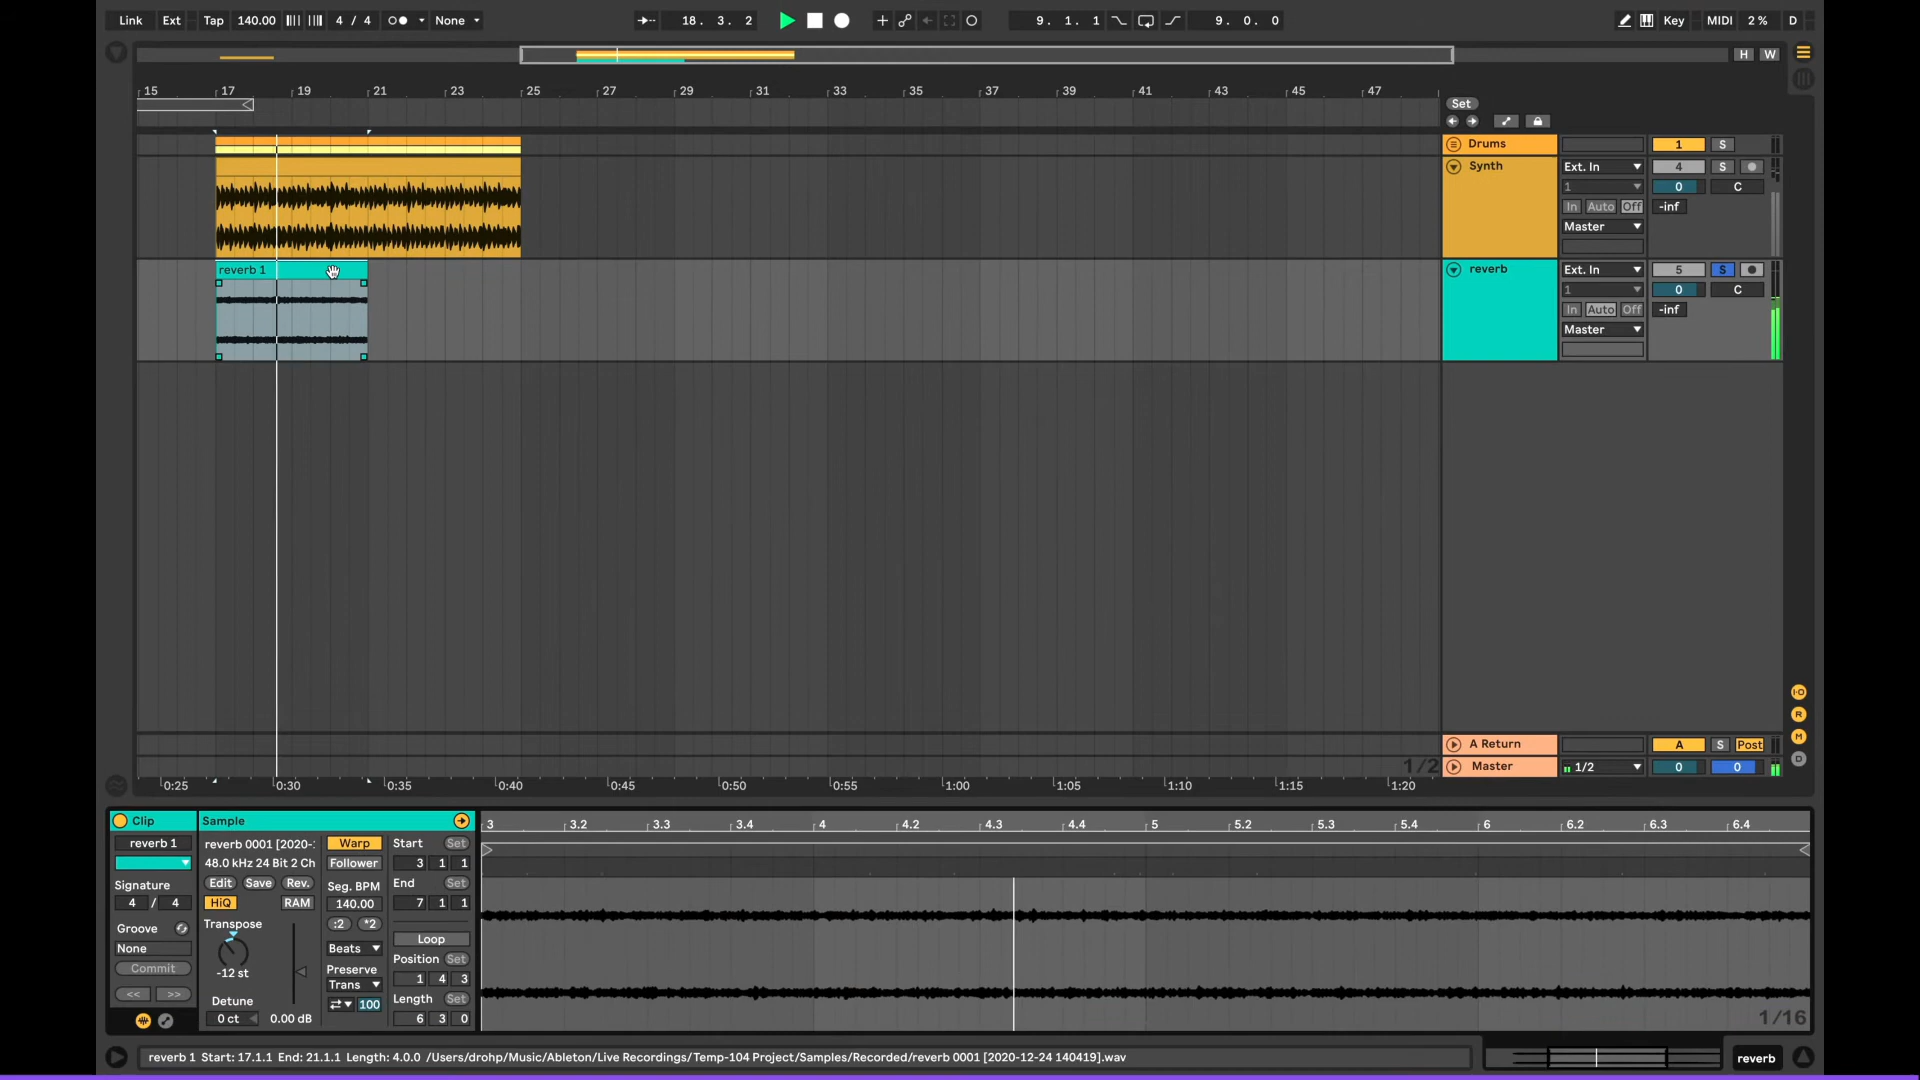 Link Ext Tap 140.00 4 / 4 None 18. 3. 2 9. 1. 1 9. 0. 0 Key MIDI 2 % D
H W
15 17 19 21 23 25 27 29 31 33 35 37 39 41 43 45 47
Set
Drums 1 S
Synth Ext. In 4 S
1 0 C
In Auto Off -inf
Master
reverb 1 reverb Ext. In 5 S
1 0 C
In Auto Off -inf
Master
A Return A S Post
1/2 Master 1/2 0 0
0:25 0:30 0:35 0:40 0:45 0:50 0:55 1:00 1:05 1:10 1:15 1:20
R
M
D
Clip Sample
reverb 1 reverb 0001 [2020-: Warp Start Set
48.0 kHz 24 Bit 2 Ch Follower 3 1 1
Signature Edit Save Rev. Seg. BPM End Set
4 / 4 HiQ RAM 140.00 7 1 1
Groove Transpose :2 *2
None Beats Loop
Commit -12 st Preserve Position Set
Trans 1 4 3
<< >> Detune 100 Length Set
0 ct 0.00 dB 6 3 0
3 3.2 3.3 3.4 4 4.2 4.3 4.4 5 5.2 5.3 5.4 6 6.2 6.3 6.4
1/16
reverb 1 Start: 17.1.1 End: 21.1.1 Length: 4.0.0 /Users/drohp/Music/Ableton/Live Recordings/Temp-104 Project/Samples/Recorded/reverb 0001 [2020-12-24 140419].wav
reverb